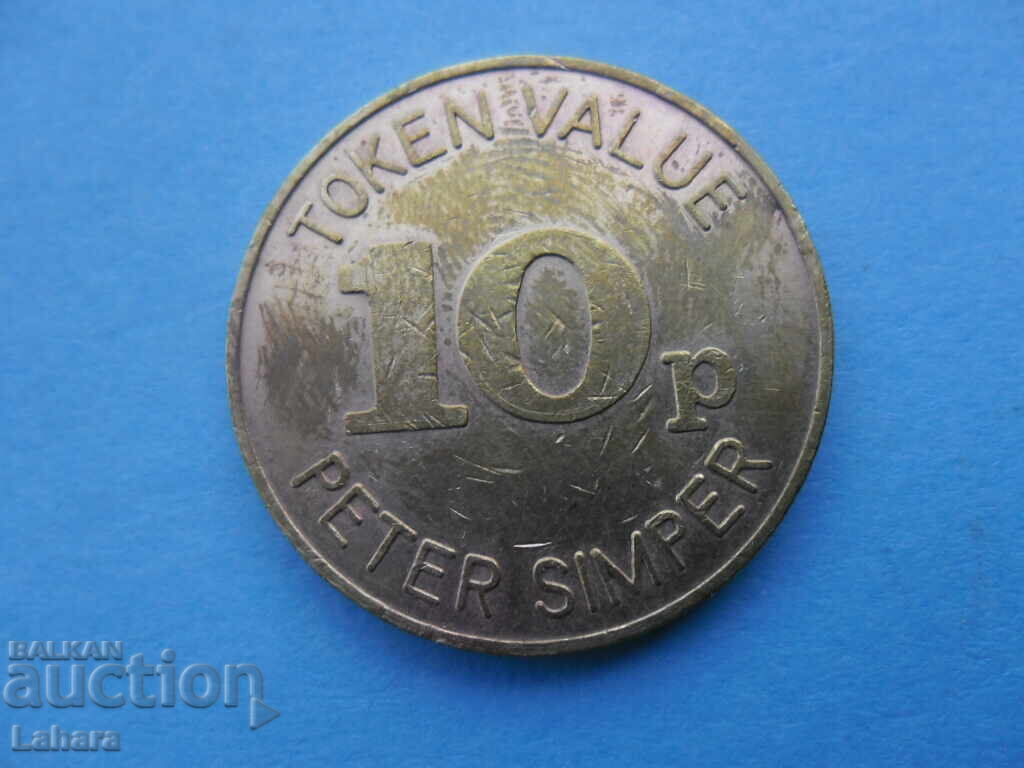 TOKEN VALUE
10p
PETER SIMPER
BALKAN
auction
Lahara